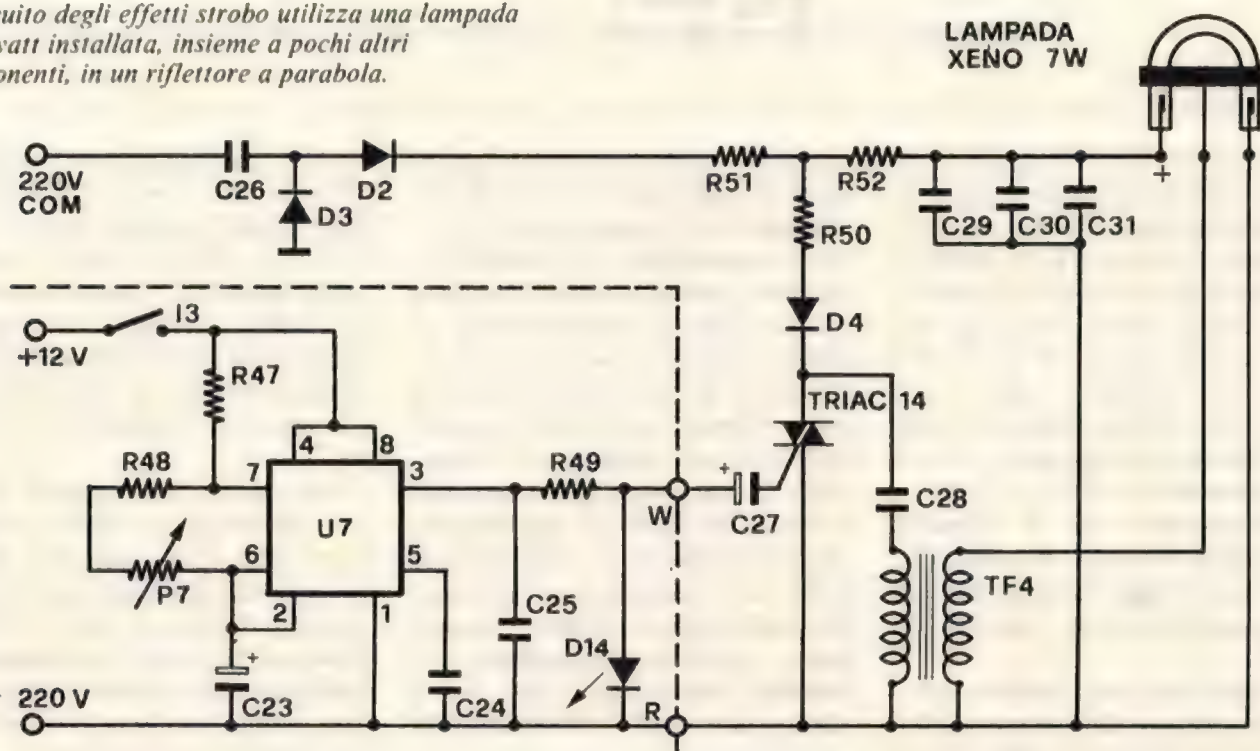 uito degli effetti strobo utilizza una lampada
vatt installata, insieme a pochi altri
onenti, in un riflettore a parabola.
LAMPADA
XENO 7W
220V
COM
C26
D2
D3
R51
R52
R50
C29
C30
C31
+
D4
+12 V
I3
R47
TRIAC 14
4
8
R48
7
3
R49
U7
W
+
C27
C28
P7
6
5
2
1
C25
TF4
+
C23
C24
D14
R
220 V